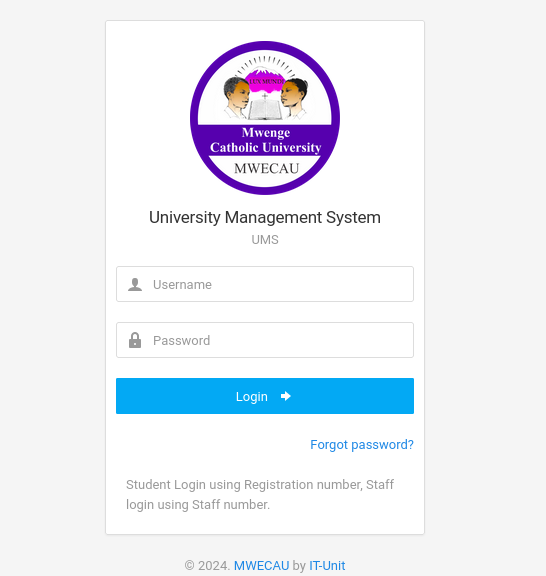 LUX MUNDI
Mwenge
Catholic University
MWECAU
University Management System
UMS
Username
Password
Login
Forgot password?
Student Login using Registration number, Staff
login using Staff number.
© 2024. MWECAU by IT-Unit